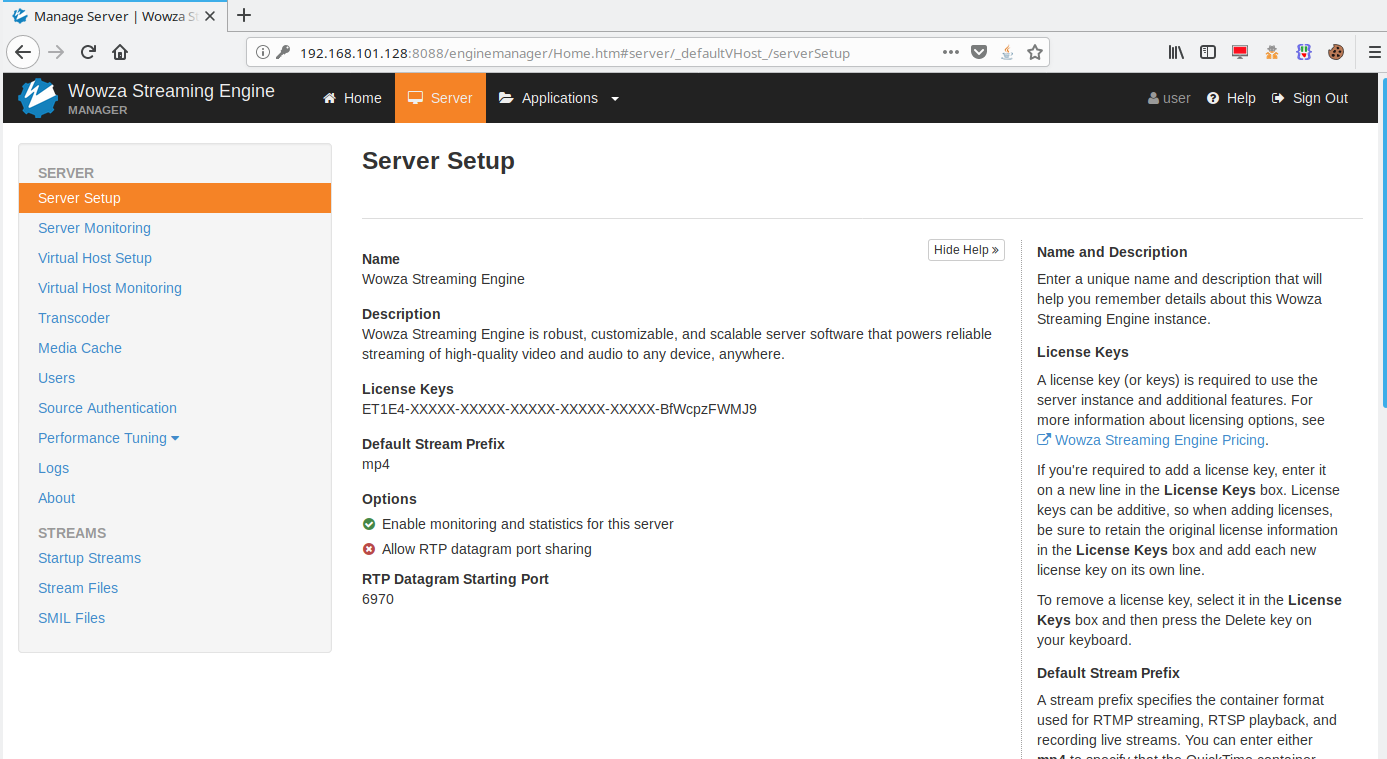 Manage Server | Wowza St
192.168.101.128:8088/enginemanager/Home.htm#server/_defaultVHost_/serverSetup
Wowza Streaming Engine
MANAGER
Home
Server
Applications
user
Help
Sign Out
SERVER
Server Setup
Server Monitoring
Virtual Host Setup
Virtual Host Monitoring
Transcoder
Media Cache
Users
Source Authentication
Performance Tuning
Logs
About
STREAMS
Startup Streams
Stream Files
SMIL Files
Server Setup
Hide Help »
Name
Wowza Streaming Engine
Description
Wowza Streaming Engine is robust, customizable, and scalable server software that powers reliable
streaming of high-quality video and audio to any device, anywhere.
License Keys
ET1E4-XXXXX-XXXXX-XXXXX-XXXXX-XXXXX-BfWcpzFWMJ9
Default Stream Prefix
mp4
Options
Enable monitoring and statistics for this server
Allow RTP datagram port sharing
RTP Datagram Starting Port
6970
Name and Description
Enter a unique name and description that will
help you remember details about this Wowza
Streaming Engine instance.
License Keys
A license key (or keys) is required to use the
server instance and additional features. For
more information about licensing options, see
Wowza Streaming Engine Pricing.
If you're required to add a license key, enter it
on a new line in the License Keys box. License
keys can be additive, so when adding licenses,
be sure to retain the original license information
in the License Keys box and add each new
license key on its own line.
To remove a license key, select it in the License
Keys box and then press the Delete key on
your keyboard.
Default Stream Prefix
A stream prefix specifies the container format
used for RTMP streaming, RTSP playback, and
recording live streams. You can enter either
mp4 to specify that the QuickTime container